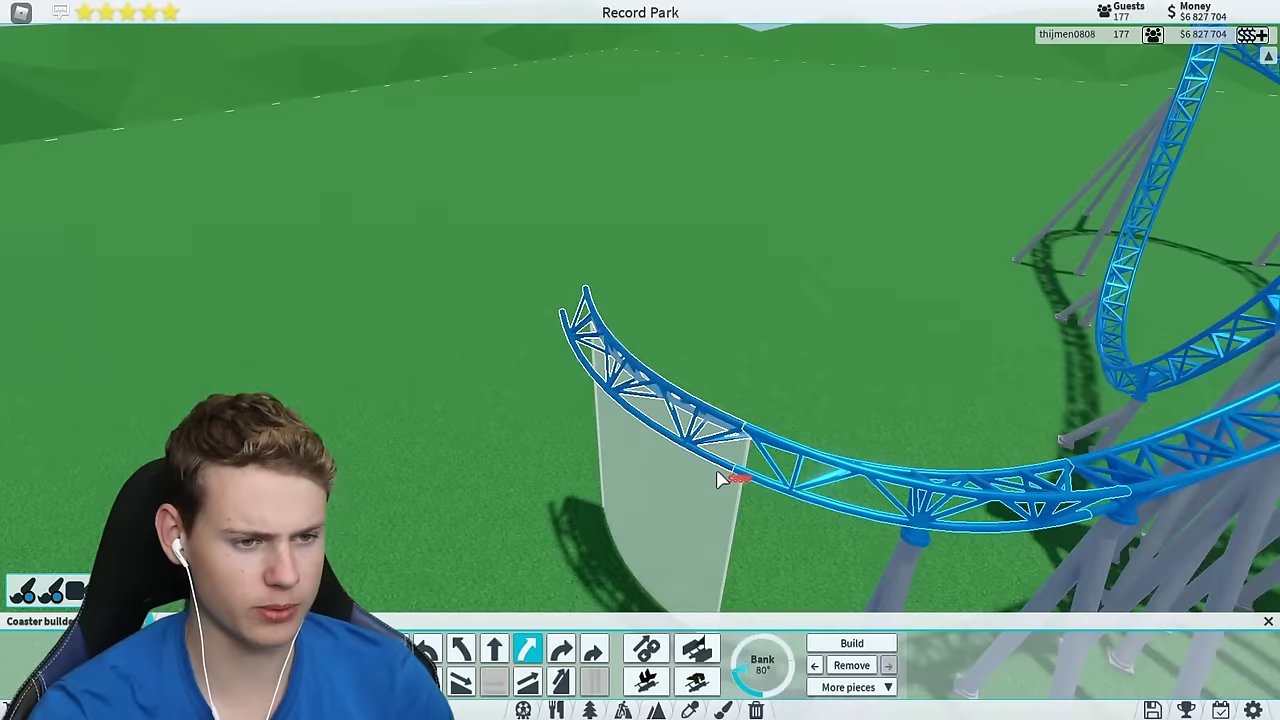 Record Park
Guests
177
Money
$6 827 704
thijmen0808 177 $6 827 704
Coaster builde
Bank
80°
Build
Remove
More pieces